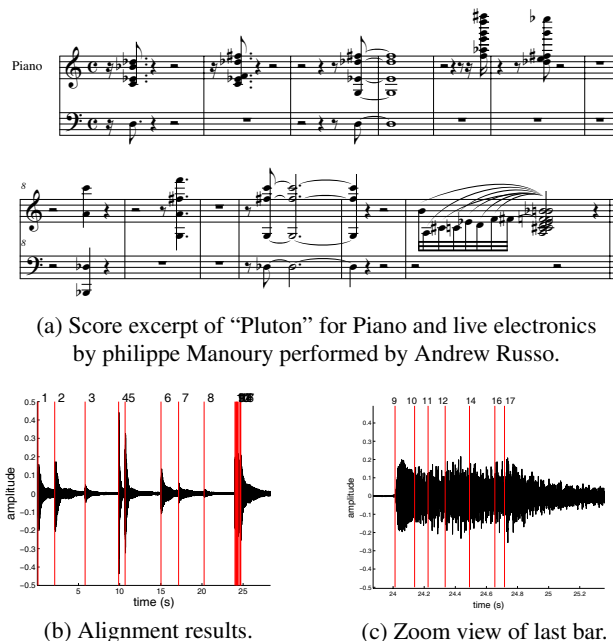 Piano
8
8
(a) Score excerpt of “Pluton” for Piano and live electronics
by philippe Manoury performed by Andrew Russo.
1 2 3 45 6 7 8
0.5
0.4
0.3
0.2
0.1
0
-0.1
-0.2
-0.3
-0.4
-0.5
amplitude
5 10 15 20 25
time (s)
9 10 11 12 14 16 17
0.5
0.4
0.3
0.2
0.1
0
-0.1
-0.2
-0.3
-0.4
-0.5
amplitude
24 24.2 24.4 24.6 24.8 25 25.2
time (s)
(b) Alignment results.
(c) Zoom view of last bar.